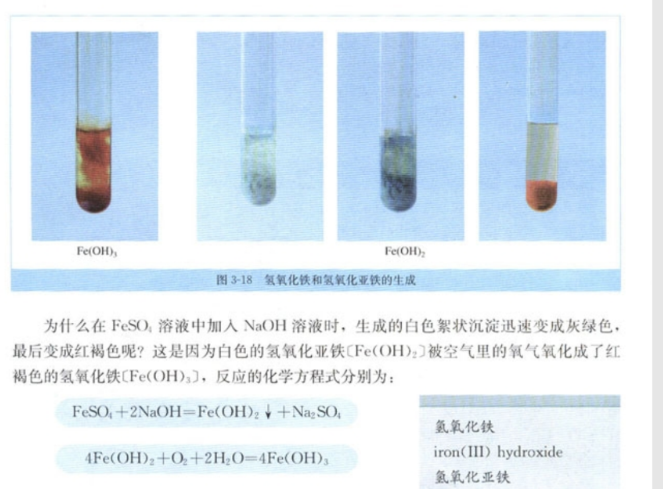 Fe(OH)₃
Fe(OH)₂
图 3-18 氢氧化铁和氢氧化亚铁的生成
为什么在 FeSO₄ 溶液中加入 NaOH 溶液时，生成的白色絮状沉淀迅速变成灰绿色，
最后变成红褐色呢？这是因为白色的氢氧化亚铁〔Fe(OH)₂〕被空气里的氧气氧化成了红
褐色的氢氧化铁〔Fe(OH)₃〕，反应的化学方程式分别为：
FeSO₄+2NaOH=Fe(OH)₂↓+Na₂SO₄
4Fe(OH)₂+O₂+2H₂O=4Fe(OH)₃
氢氧化铁
iron(III) hydroxide
氢氧化亚铁